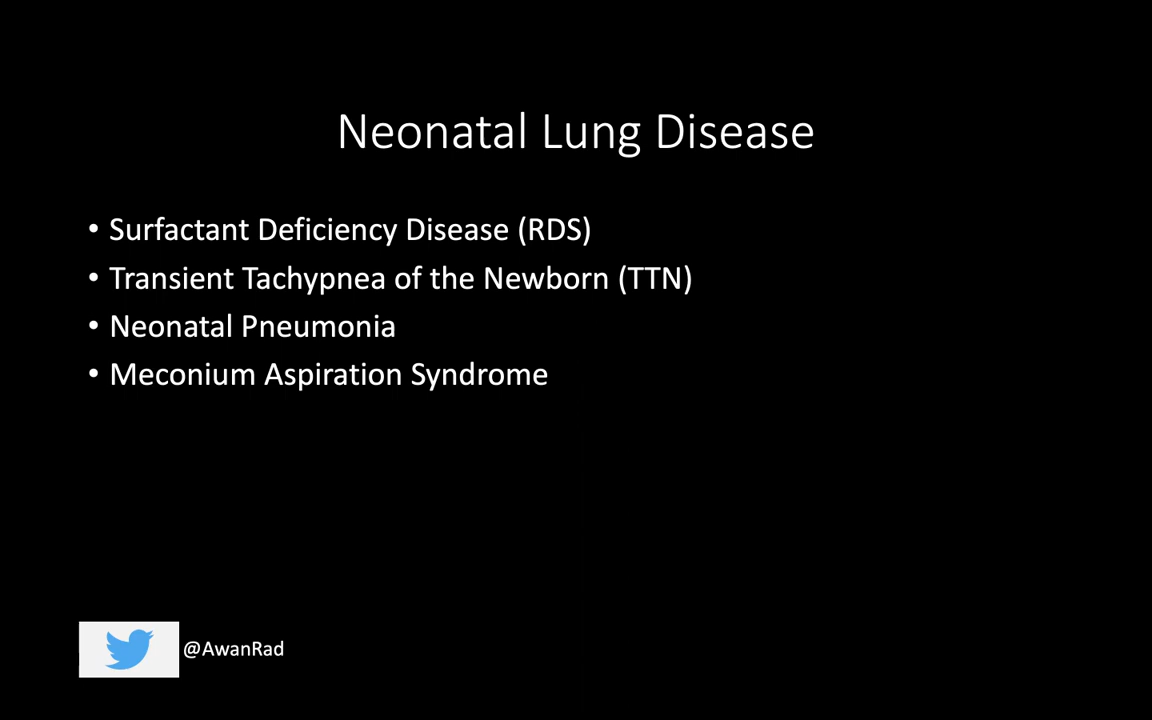 Neonatal Lung Disease
• Surfactant Deficiency Disease (RDS)
• Transient Tachypnea of the Newborn (TTN)
• Neonatal Pneumonia
• Meconium Aspiration Syndrome
@AwanRad